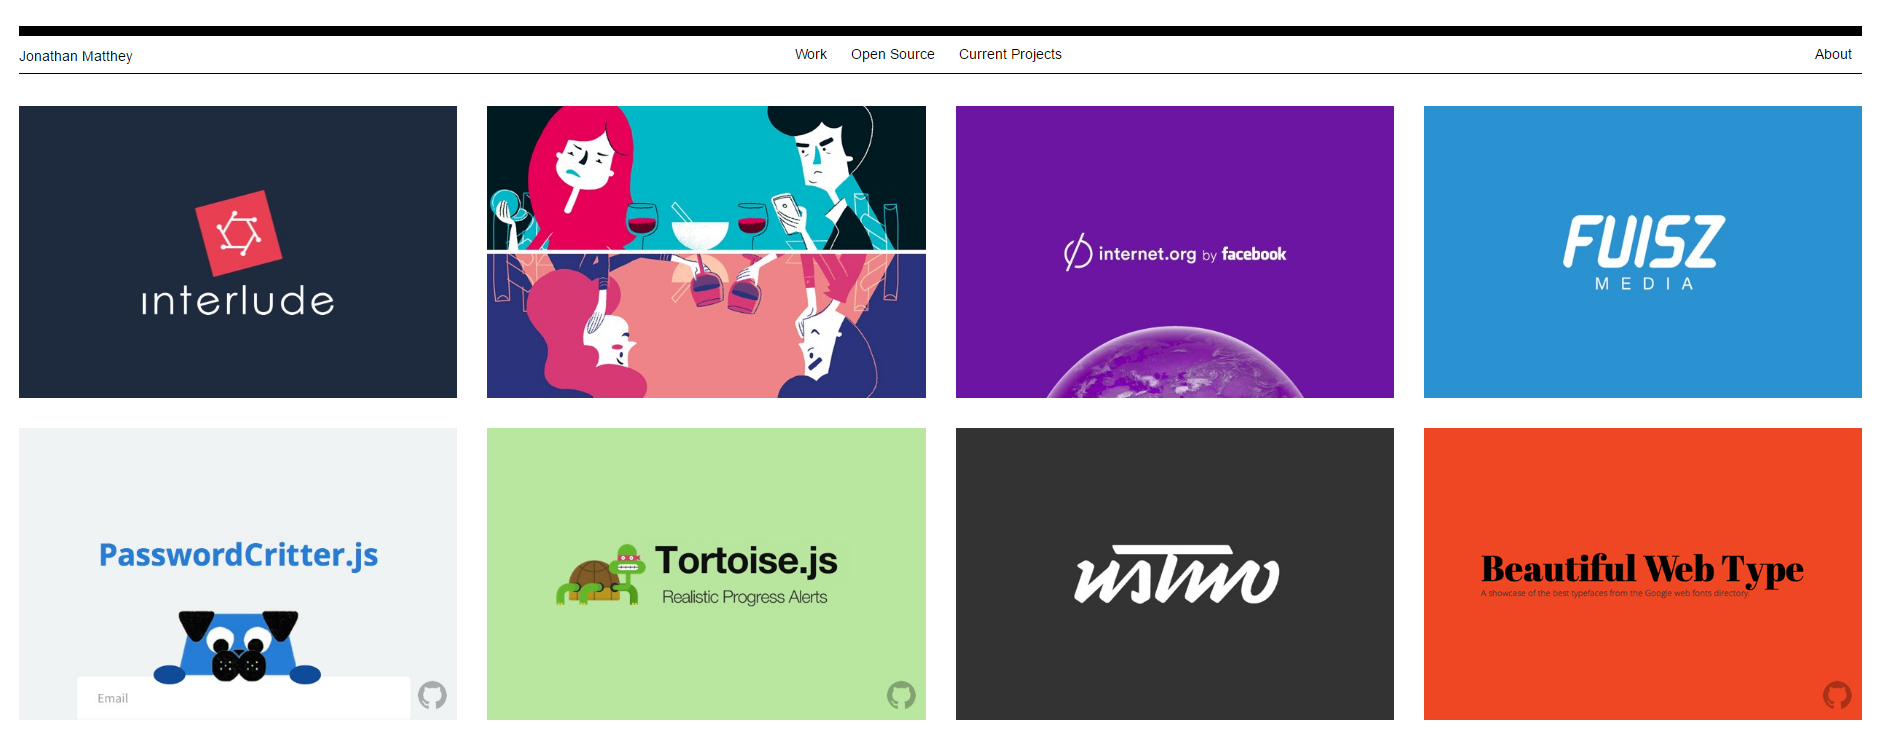 Jonathan Matthey
Work Open Source Current Projects
About
interlude
internet.org by facebook
FUISZ
MEDIA
PasswordCritter.js
Email
Tortoise.js
Realistic Progress Alerts
ustwo
Beautiful Web Type
A showcase of the best typefaces from the Google web fonts directory.